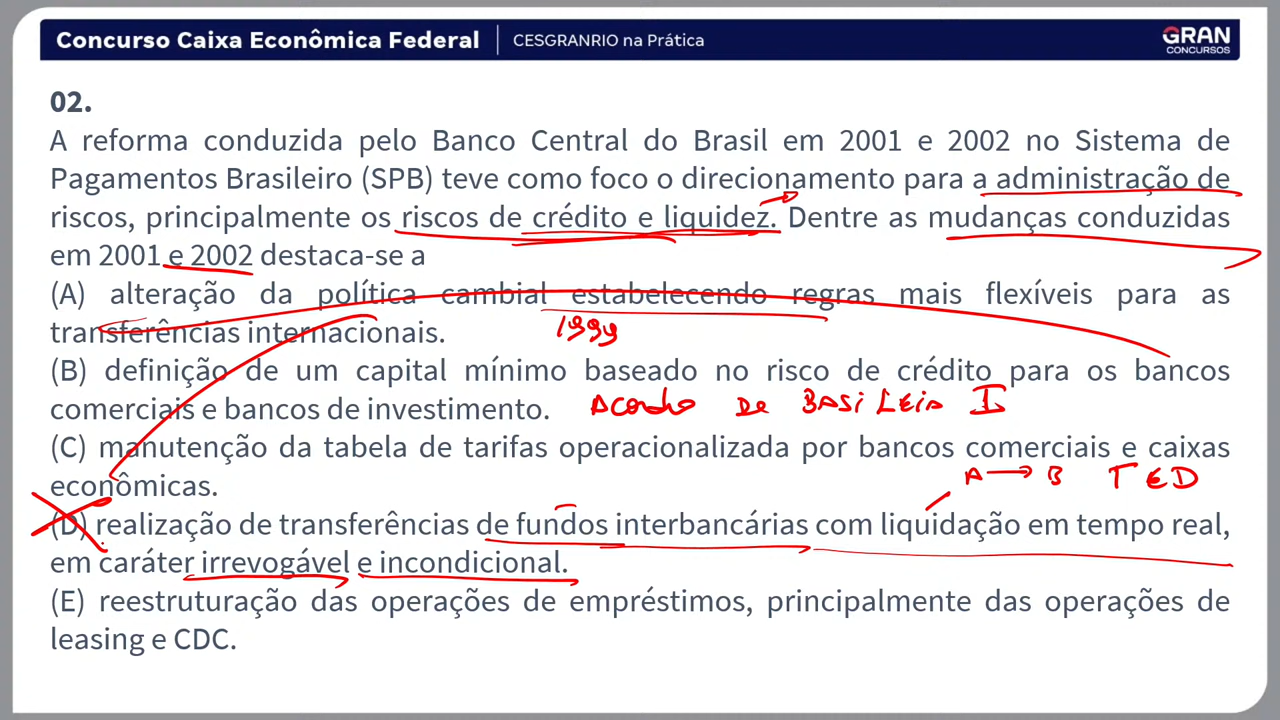 Concurso Caixa Econômica Federal | CESGRANRIO na Prática
GRAN
CONCURSOS
02.
A reforma conduzida pelo Banco Central do Brasil em 2001 e 2002 no Sistema de
Pagamentos Brasileiro (SPB) teve como foco o direcionamento para a administração de
riscos, principalmente os riscos de crédito e liquidez. Dentre as mudanças conduzidas
em 2001 e 2002 destaca-se a
(A) alteração da política cambial estabelecendo regras mais flexíveis para as
transferências internacionais.
1999
(B) definição de um capital mínimo baseado no risco de crédito para os bancos
comerciais e bancos de investimento.
Acordo De BASiLEiA I
(C) manutenção da tabela de tarifas operacionalizada por bancos comerciais e caixas
econômicas.
A → B TED
(D) realização de transferências de fundos interbancárias com liquidação em tempo real,
em caráter irrevogável e incondicional.
(E) reestruturação das operações de empréstimos, principalmente das operações de
leasing e CDC.